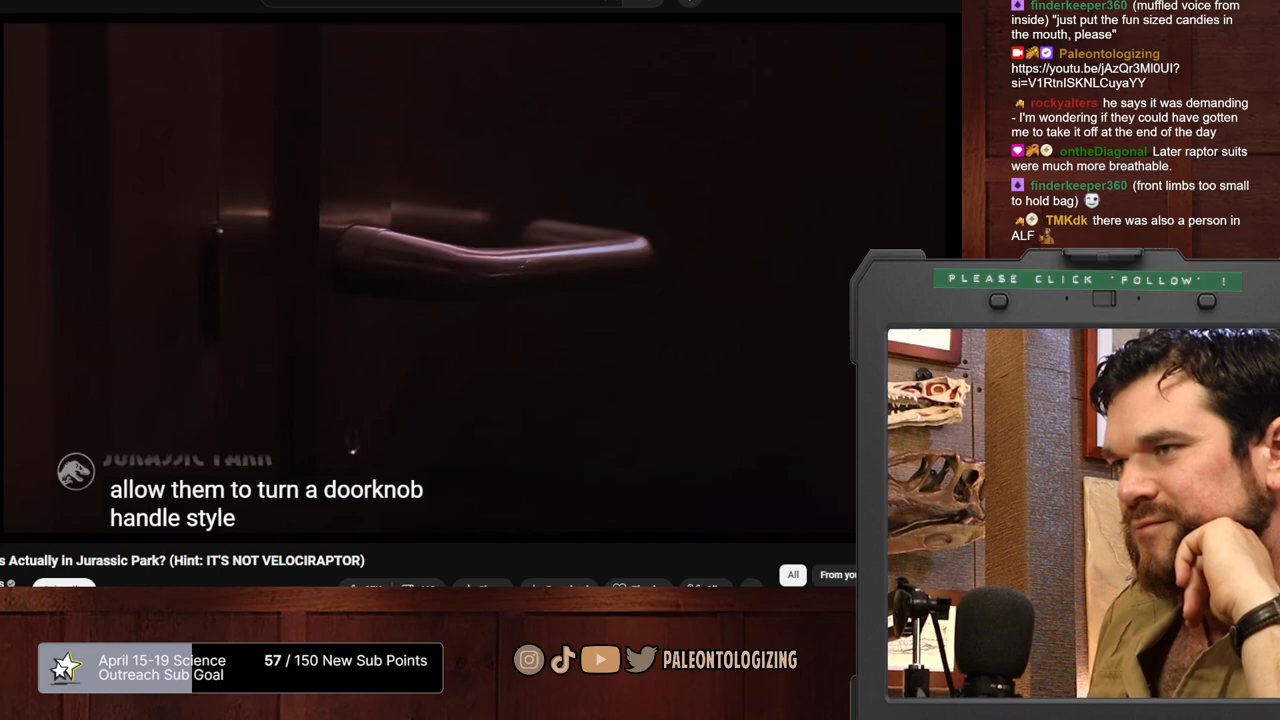 finderkeeper360 (muffled voice from
inside) "just put the fun sized candies in
the mouth, please"
Paleontologizing
https://youtu.be/jAzQr3Ml0UI?
si=V1RtnISKNLCuyaYY
rockyalters he says it was demanding
- I'm wondering if they could have gotten
me to take it off at the end of the day
ontheDiagonal Later raptor suits
were much more breathable.
finderkeeper360 (front limbs too small
to hold bag)
TMKdk there was also a person in
ALF
PLEASE CLICK 'FOLLOW' !
JURASSIC PARK
allow them to turn a doorknob
handle style
s Actually in Jurassic Park? (Hint: IT'S NOT VELOCIRAPTOR)
All
From you
April 15-19 Science
Outreach Sub Goal
57 / 150 New Sub Points
PALEONTOLOGIZING